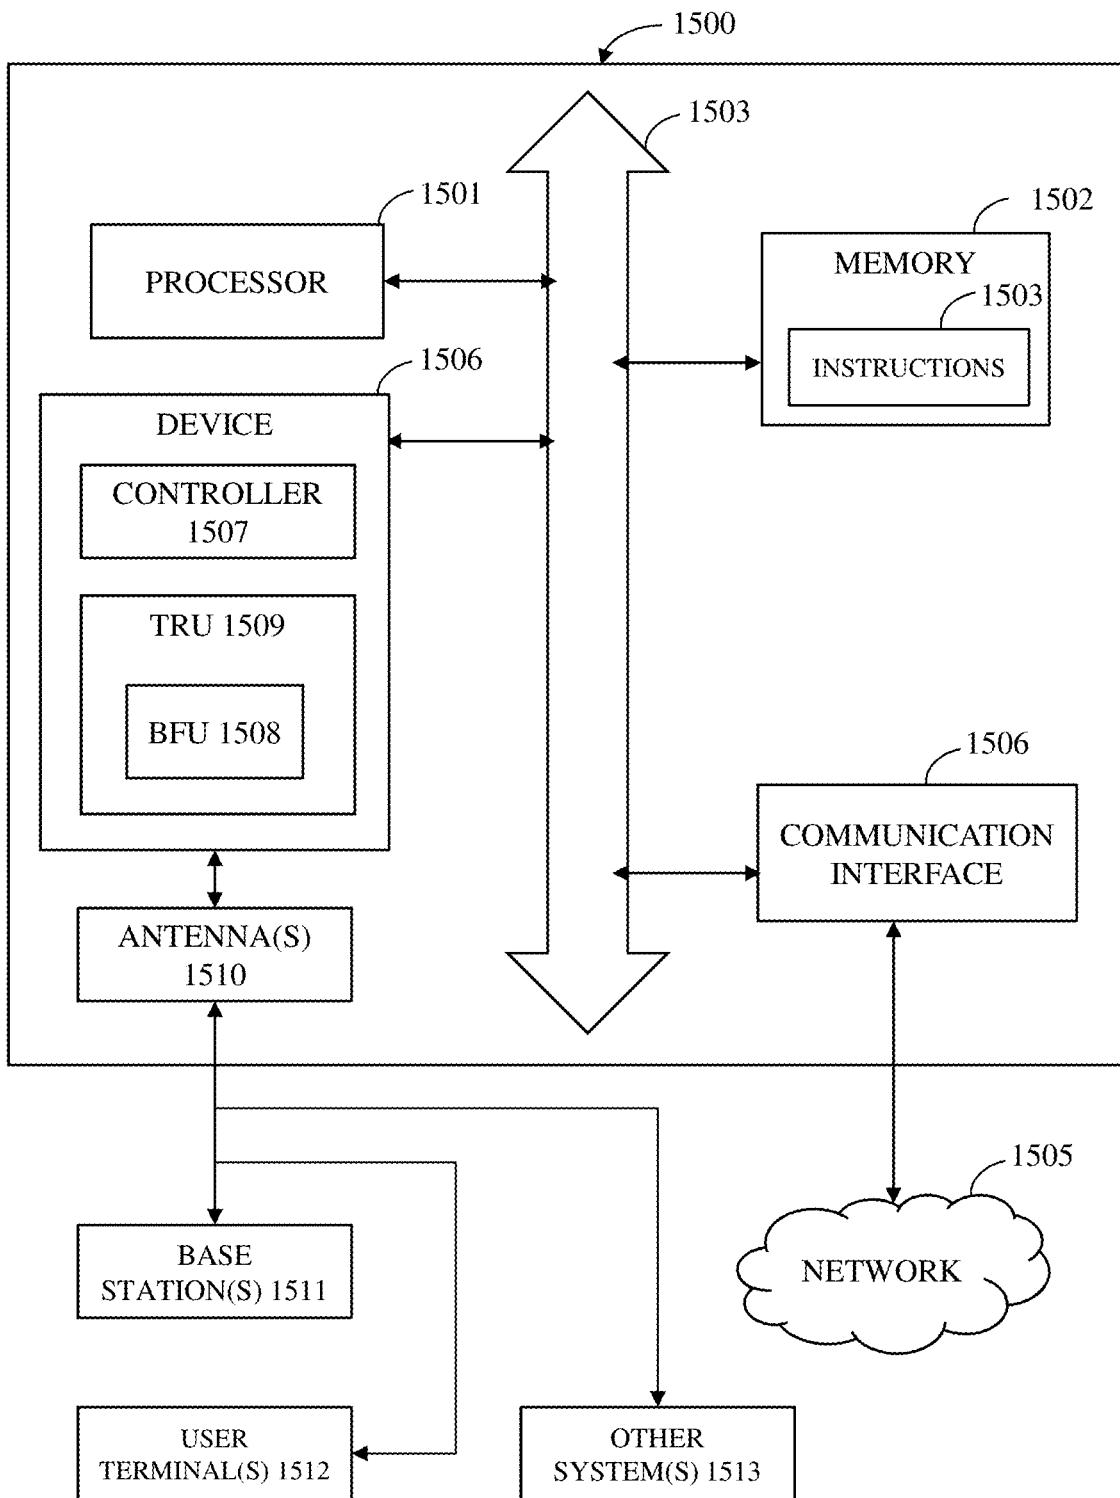 1500
1503
1501
PROCESSOR
1502
MEMORY
1503
INSTRUCTIONS
1506
DEVICE
CONTROLLER
1507
TRU 1509
BFU 1508
1506
COMMUNICATION
INTERFACE
ANTENNA(S)
1510
BASE
STATION(S) 1511
1505
NETWORK
USER
TERMINAL(S) 1512
OTHER
SYSTEM(S) 1513